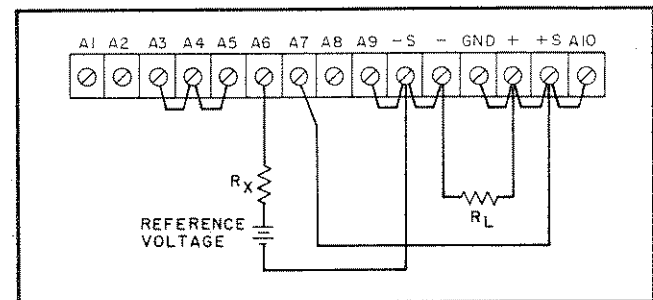 A1 A2 A3 A4 A5 A6 A7 A8 A9 -S - GND + +S A10
RX
REFERENCE
VOLTAGE
RL